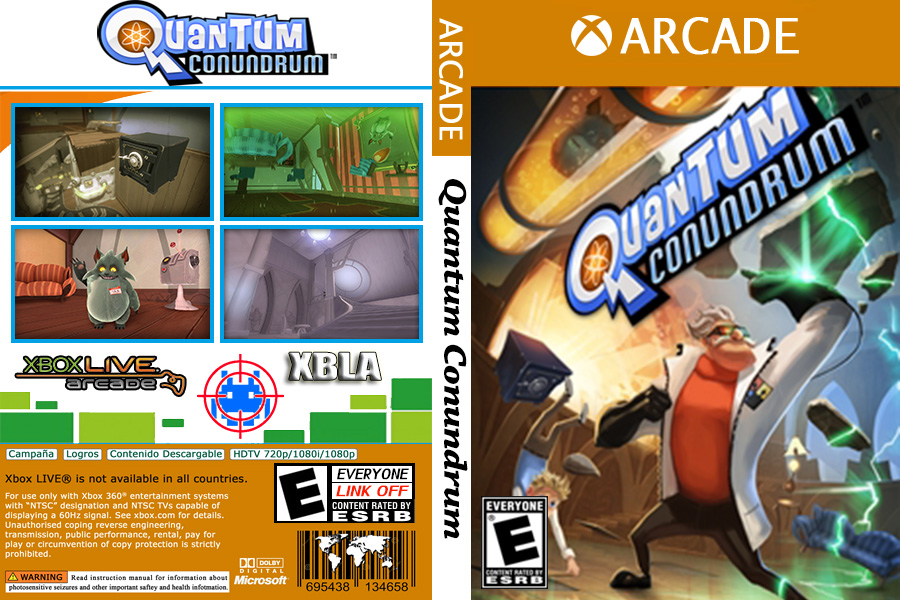 QUANTUM
CONUNDRUM
TM
XBOX LIVE
arcade
XBLA
Campaña
Logros
Contenido Descargable
HDTV 720p/1080i/1080p
Xbox LIVE® is not available in all countries.
For use only with Xbox 360® entertainment systems
with "NTSC" designation and NTSC TVs capable of
displaying a 60Hz signal. See xbox.com for details.
Unauthorised coping reverse engineering,
transmission, public performance, rental, pay for
play or circumvention of copy protection is strictly
prohibited.
WARNING
Read instruction manual for information about
photosensitive seizures and other important saftey and health infotmation.
DOLBY
DIGITAL
Microsoft
E
EVERYONE
LINK OFF
CONTENT RATED BY
ESRB
695438 134658
ARCADE
Quantum Conundrum
ARCADE
QUANTUM
CONUNDRUM
TM
EVERYONE
E
CONTENT RATED BY
ESRB